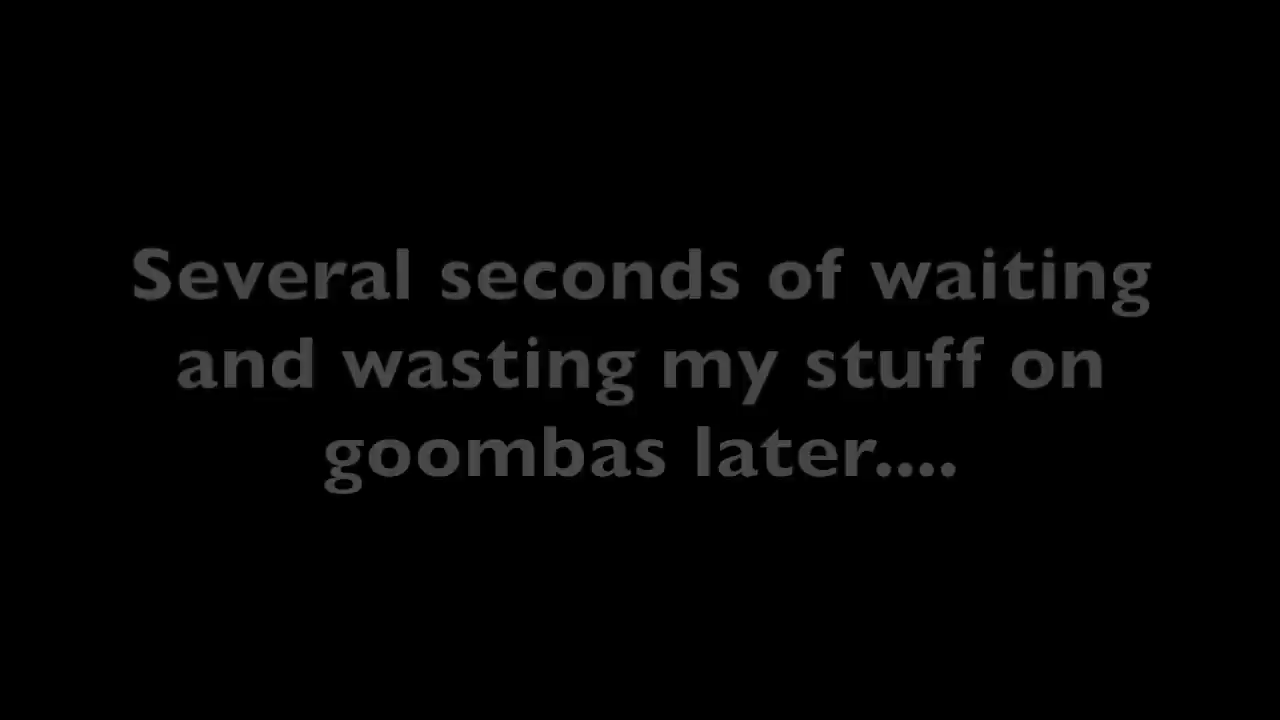 Several seconds of waiting
and wasting my stuff on
goombas later....